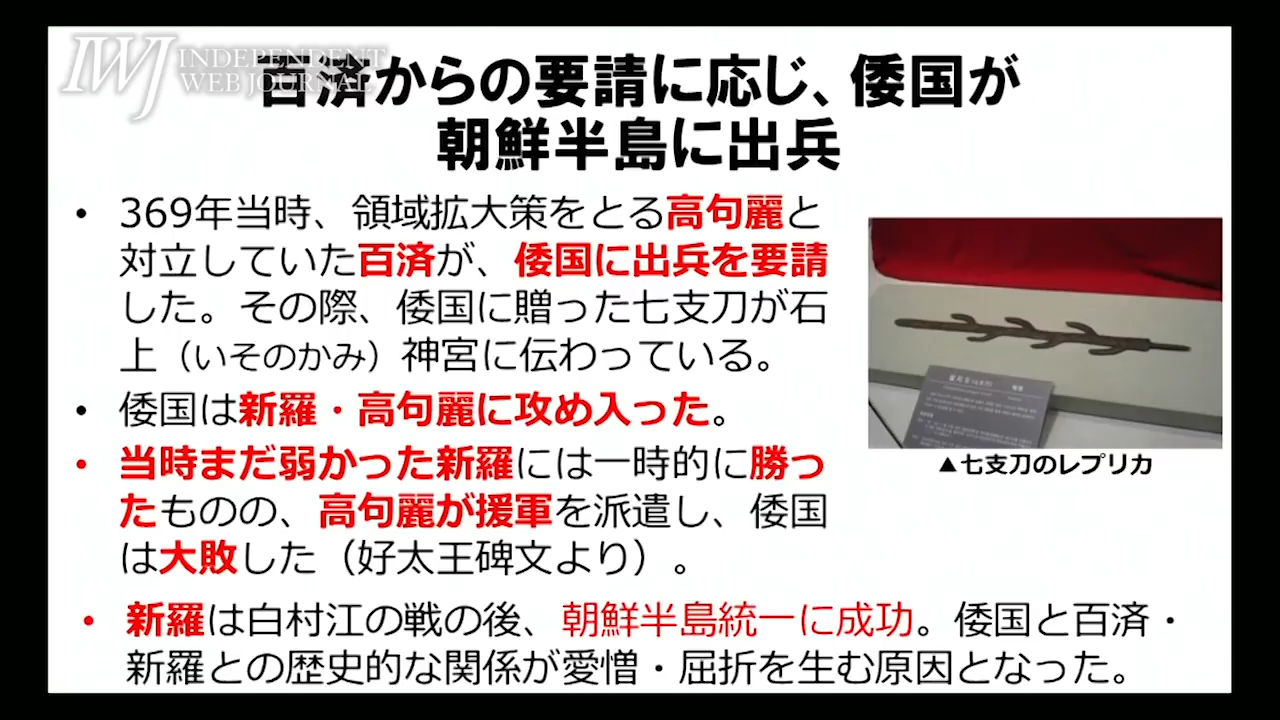 IWJ INDEPENDENT
WEB JOURNAL
百済からの要請に応じ、倭国が
朝鮮半島に出兵
• 369年当時、領域拡大策をとる高句麗と
対立していた百済が、倭国に出兵を要請
した。その際、倭国に贈った七支刀が石
上（いそのかみ）神宮に伝わっている。
• 倭国は新羅・高句麗に攻め入った。
• 当時まだ弱かった新羅には一時的に勝っ
たものの、高句麗が援軍を派遣し、倭国
は大敗した（好太王碑文より）。
• 新羅は白村江の戦の後、朝鮮半島統一に成功。倭国と百済・
新羅との歴史的な関係が愛憎・屈折を生む原因となった。
▲七支刀のレプリカ